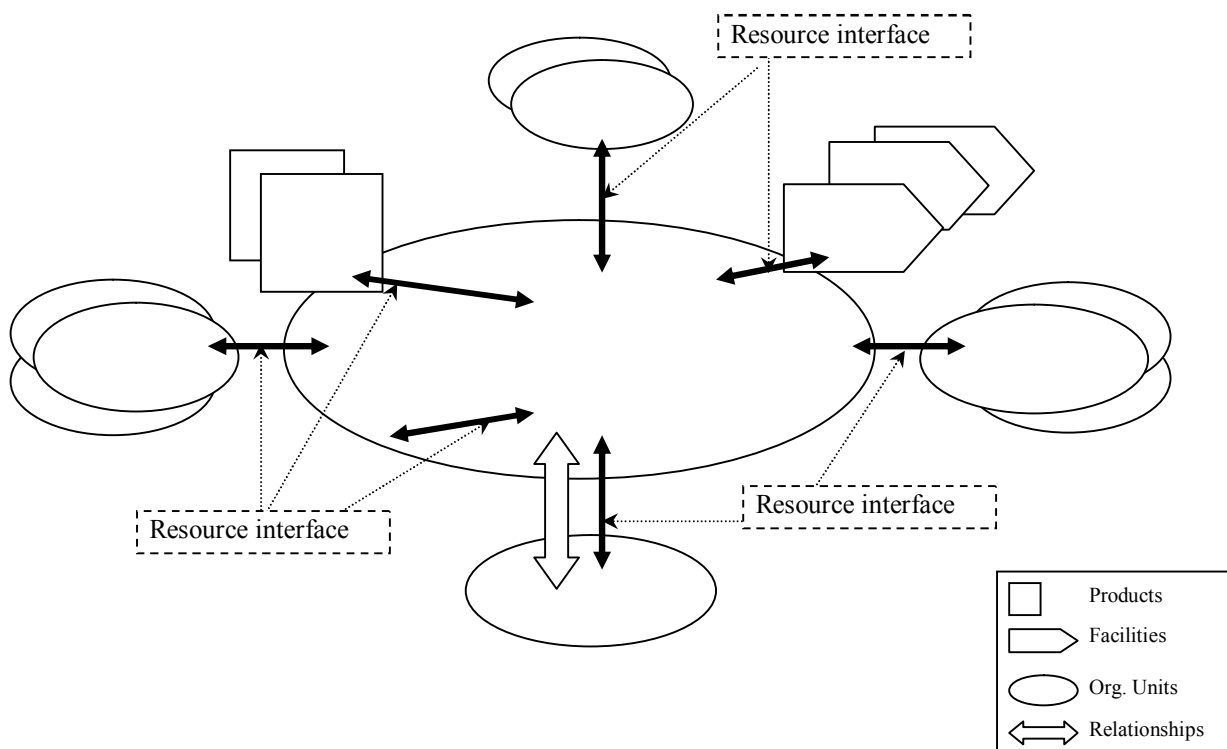 Resource interface
Resource interface
Resource interface
Products
Facilities
Org. Units
Relationships